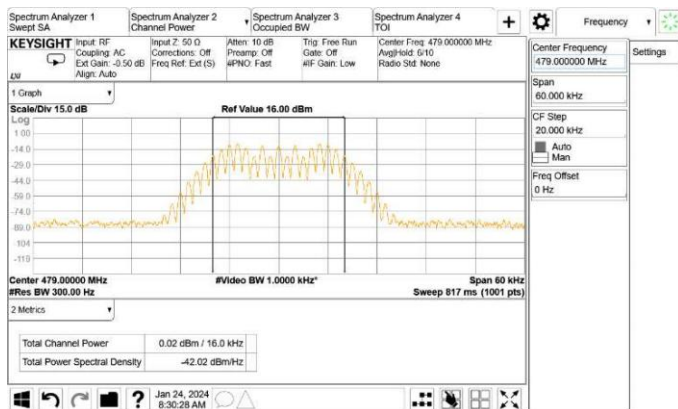 Spectrum Analyzer 1
Swept SA
Spectrum Analyzer 2
Channel Power
Spectrum Analyzer 3
Occupied BW
Spectrum Analyzer 4
TOI
+
Frequency
KEYSIGHT
Input: RF
Coupling: AC
Ext Gain: -0.50 dB
Align: Auto
Input Z: 50 Ω
Corrections: Off
Freq Ref: Ext (S)
Atten: 10 dB
Preamp: Off
#PNO: Fast
Trig: Free Run
Gate: Off
#IF Gain: Low
Center Freq: 479.000000 MHz
Avg|Hold: 6/10
Radio Std: None
LXI
Center Frequency
479.000000 MHz
Settings
Span
60.000 kHz
CF Step
20.000 kHz
Auto
Man
Freq Offset
0 Hz
1 Graph
Scale/Div 15.0 dB
Ref Value 16.00 dBm
Log
1.00
-14.0
-29.0
-44.0
-59.0
-74.0
-89.0
-104
-119
Center 479.00000 MHz
#Video BW 1.0000 kHz*
Span 60 kHz
#Res BW 300.00 Hz
Sweep 817 ms (1001 pts)
2 Metrics
Total Channel Power 0.02 dBm / 16.0 kHz
Total Power Spectral Density -42.02 dBm/Hz
?
Jan 24, 2024
8:30:28 AM